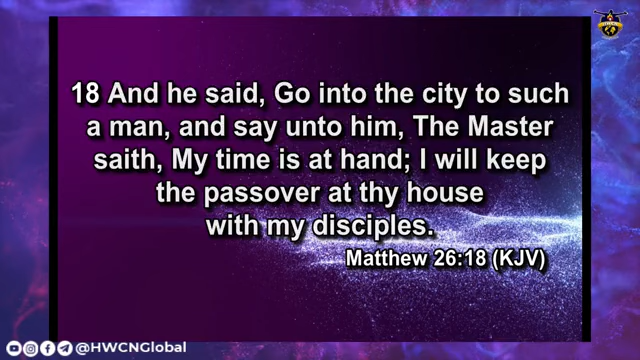 18 And he said, Go into the city to such
a man, and say unto him, The Master
saith, My time is at hand; I will keep
the passover at thy house
with my disciples.
Matthew 26:18 (KJV)
@HWCNGlobal